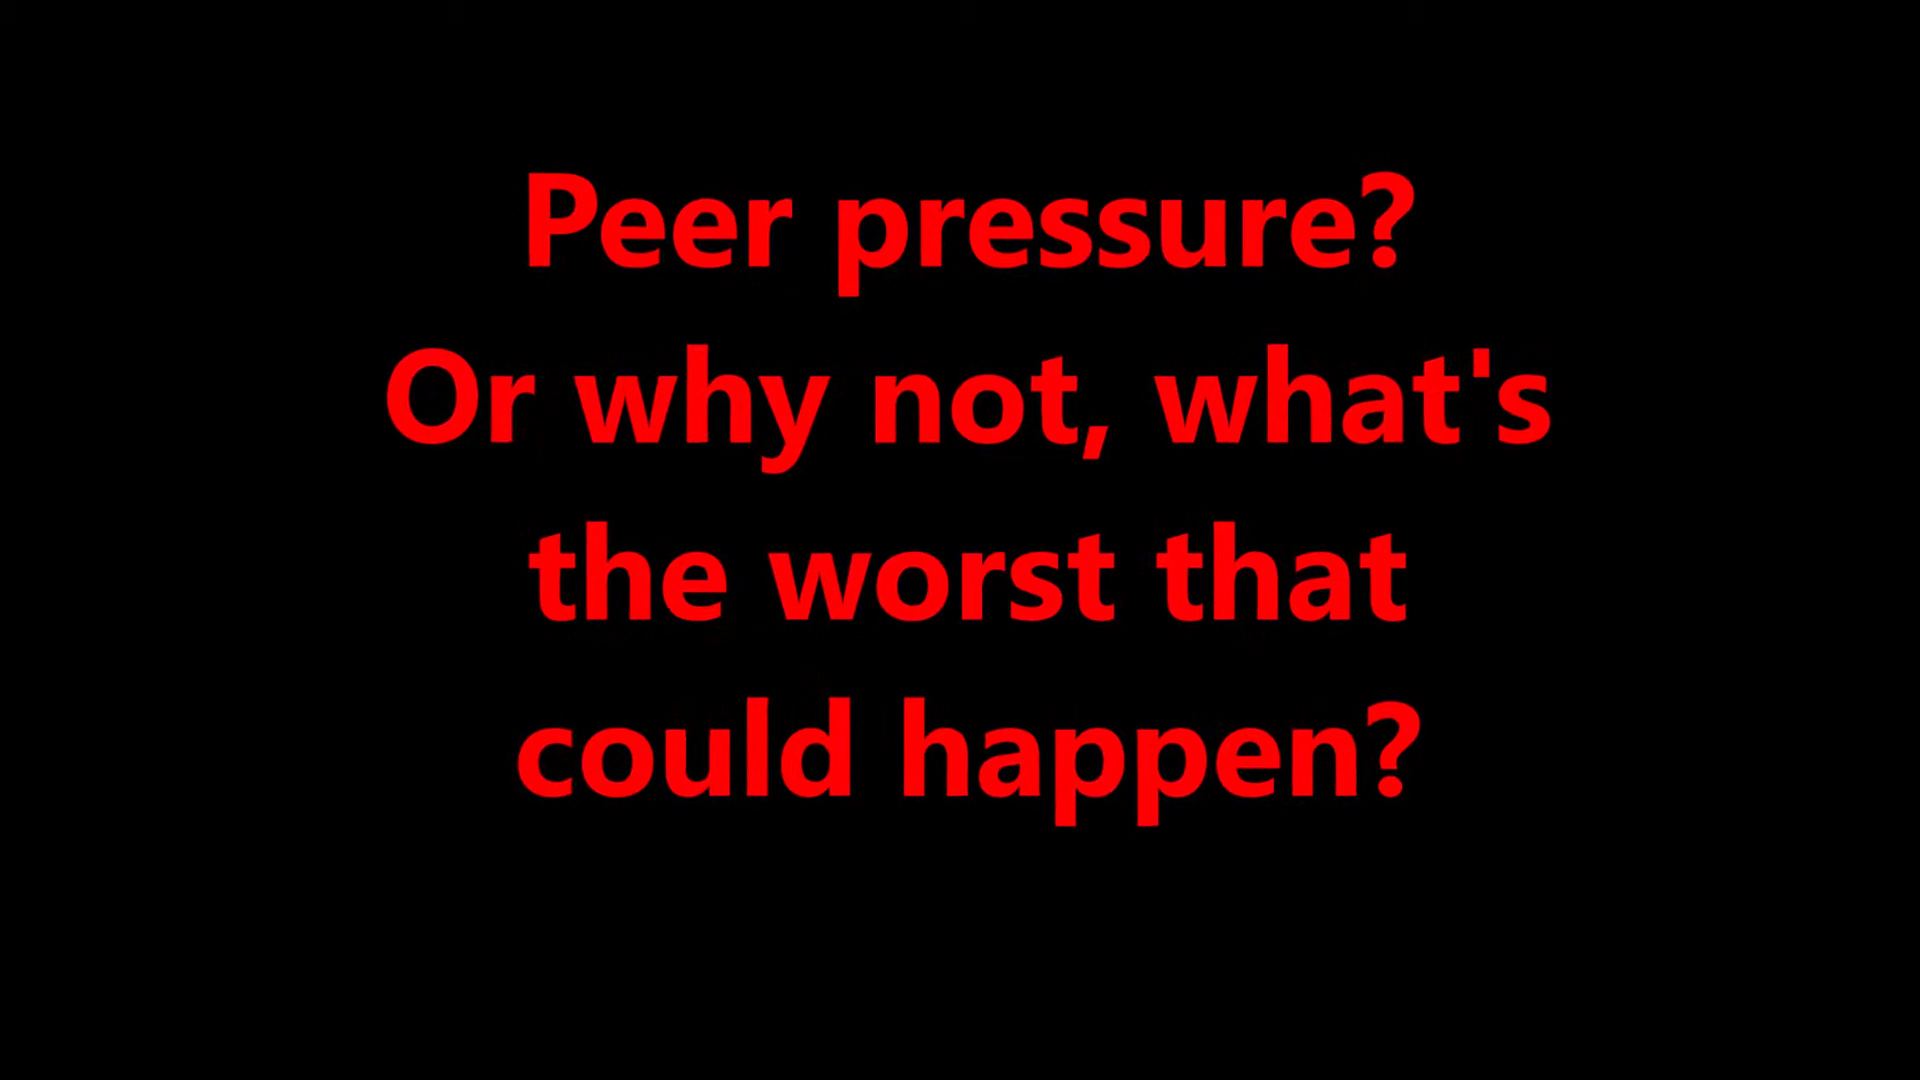 Peer pressure?
Or why not, what's
the worst that
could happen?